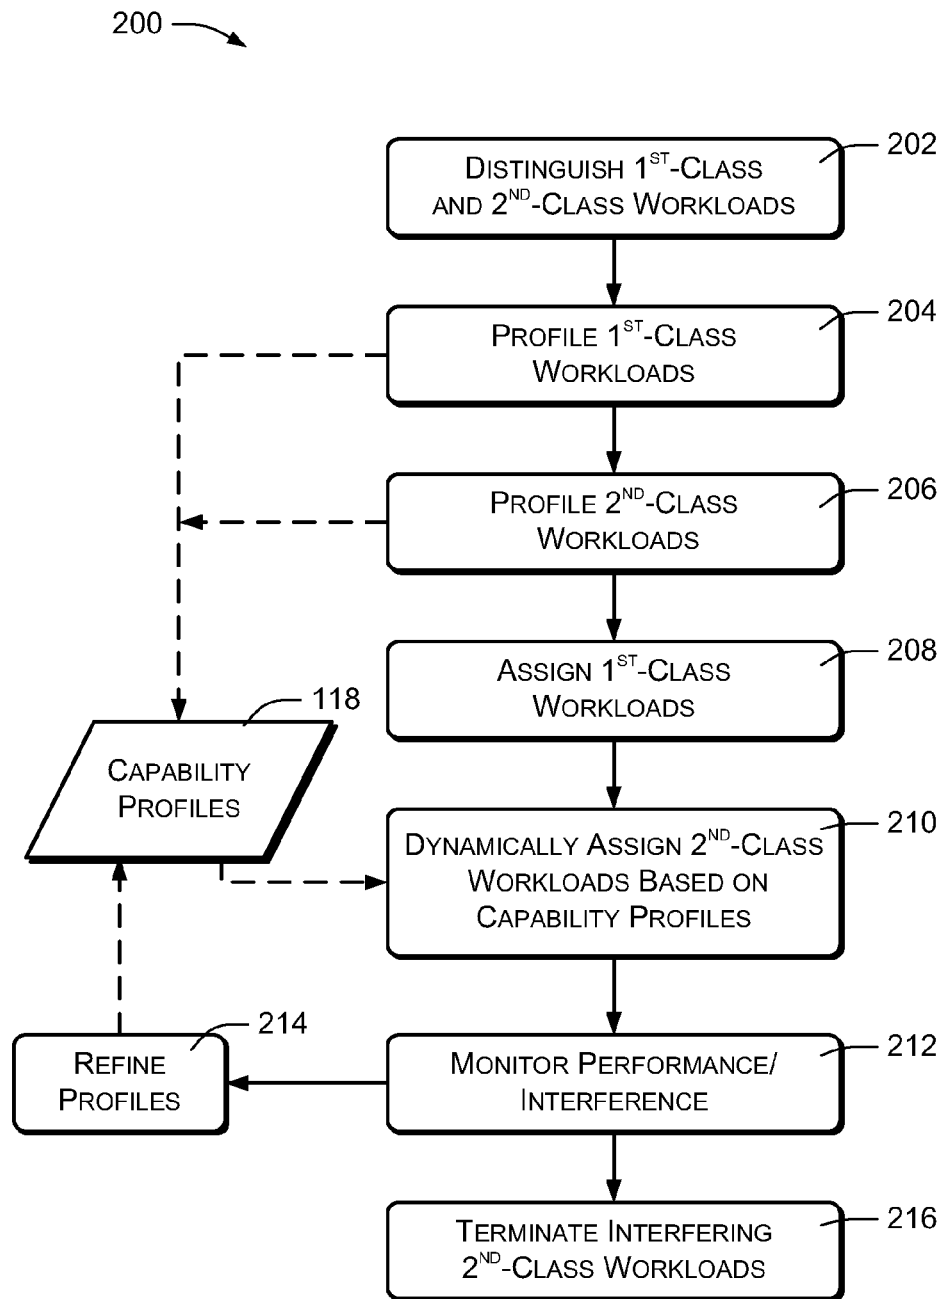 200
202
DISTINGUISH 1ST-CLASS
AND 2ND-CLASS WORKLOADS
204
PROFILE 1ST-CLASS
WORKLOADS
206
PROFILE 2ND-CLASS
WORKLOADS
208
ASSIGN 1ST-CLASS
WORKLOADS
118
CAPABILITY
PROFILES
210
DYNAMICALLY ASSIGN 2ND-CLASS
WORKLOADS BASED ON
CAPABILITY PROFILES
214
REFINE
PROFILES
212
MONITOR PERFORMANCE/
INTERFERENCE
216
TERMINATE INTERFERING
2ND-CLASS WORKLOADS